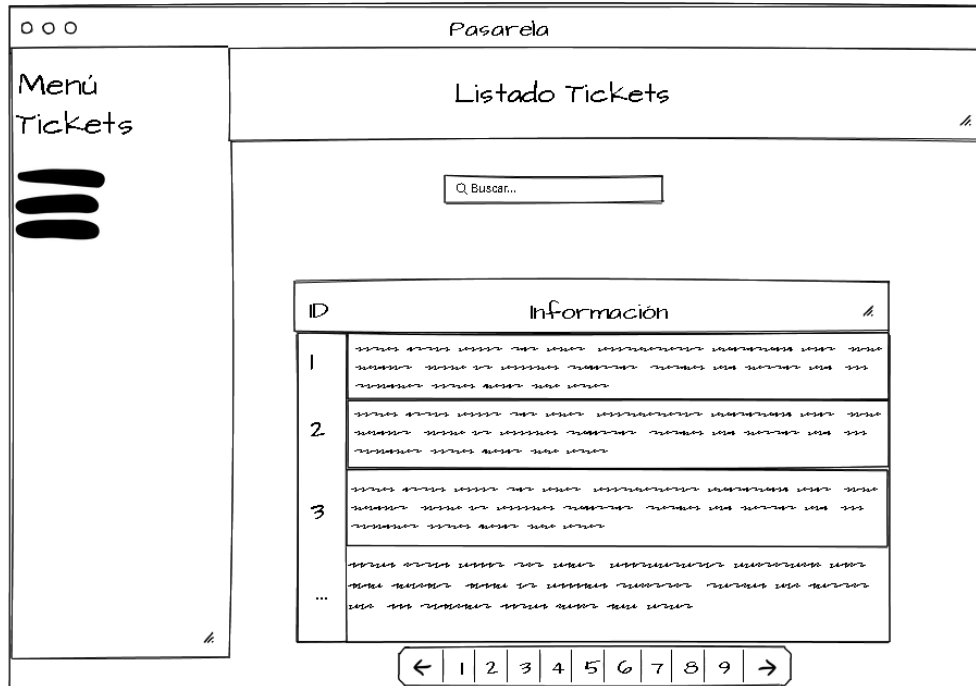 Pasarela
Menú
Tickets
Listado Tickets
Buscar...
ID Información
1
2
3
...
1 2 3 4 5 6 7 8 9